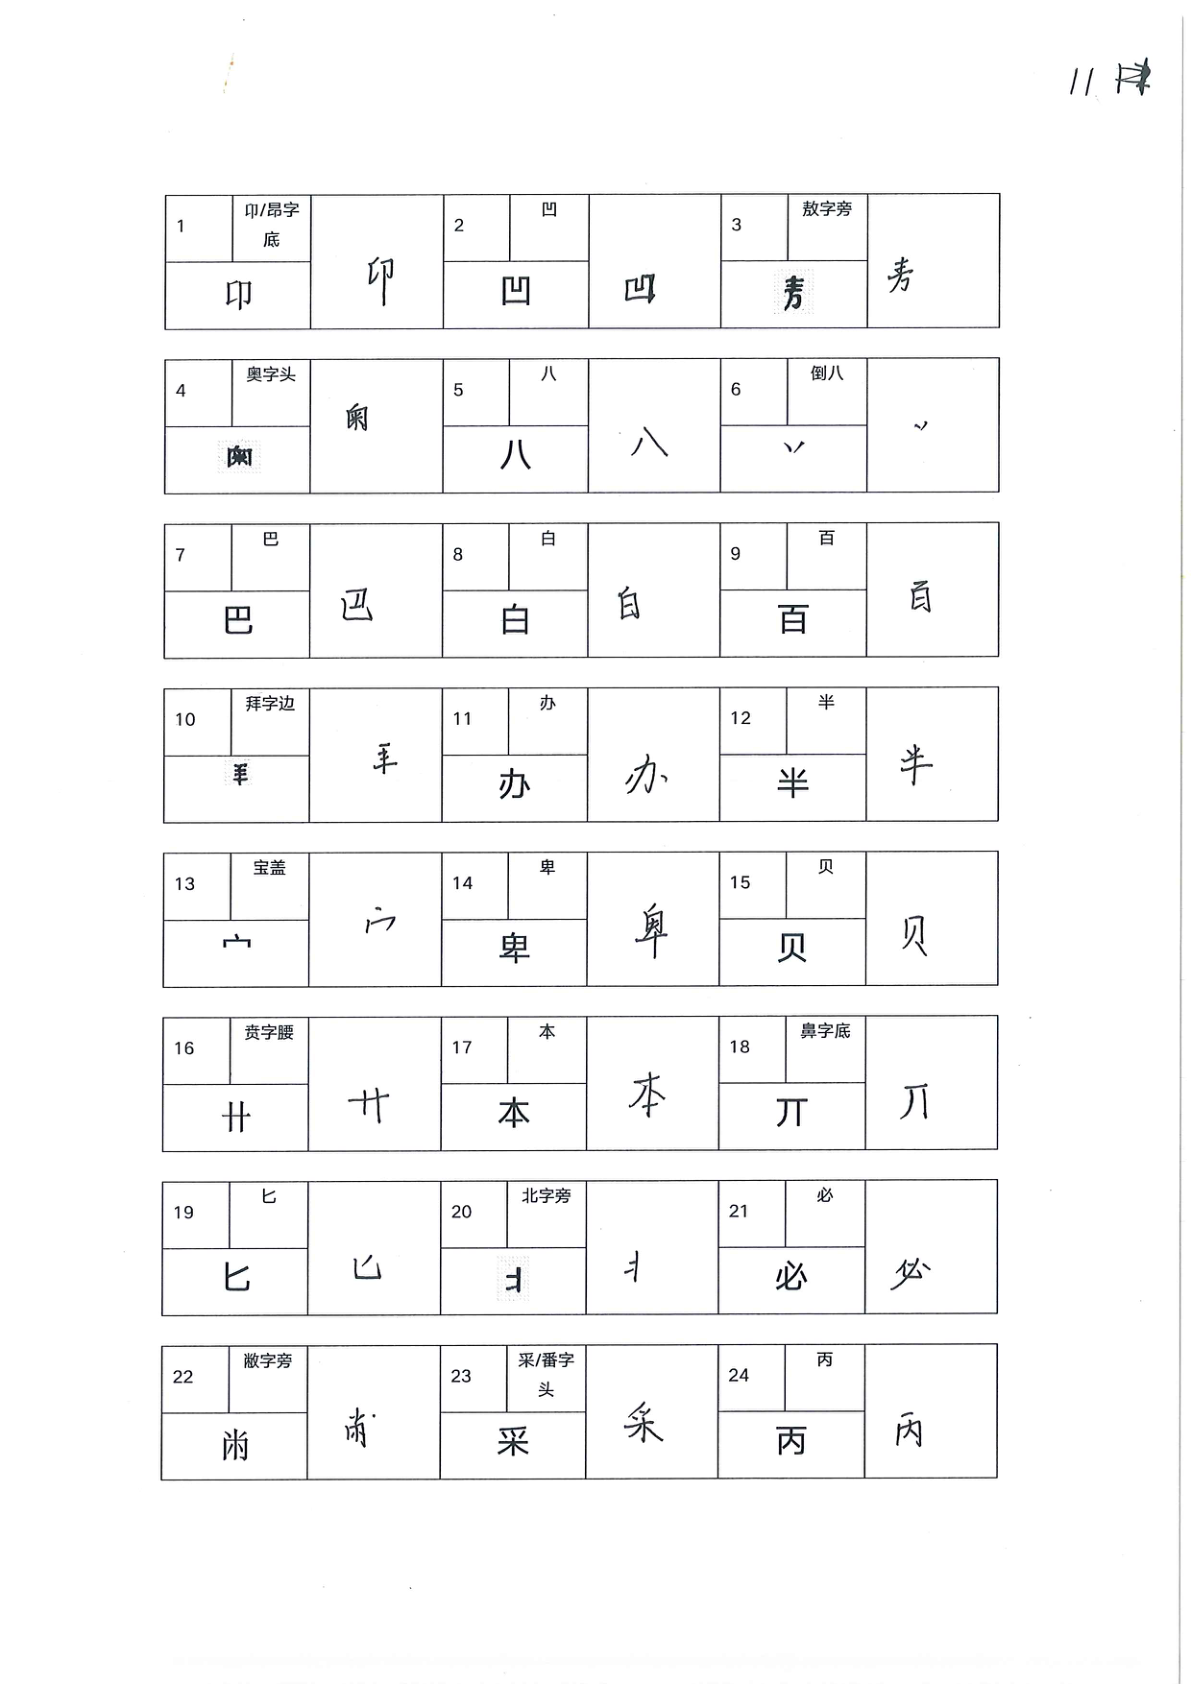 11
1 卬/昂字底 卬 卬 2 凹 凹 凹 3 敖字旁 𫀆
4 奥字头 5 八 八 八 6 倒八 丷 丷
7 巴 巴 巴 8 白 白 白 9 百 百 百
10 拜字边 11 办 办 办 12 半 半 半
13 宝盖 宀 宀 14 卑 卑 卑 15 贝 贝 贝
16 贲字腰 卄 卄 17 本 本 本 18 鼻字底 丌 丌
19 匕 匕 匕 20 北字旁 丬 21 必 必 必
22 敝字旁 㡀 㡀 23 采/番字头 采 采 24 丙 丙 丙